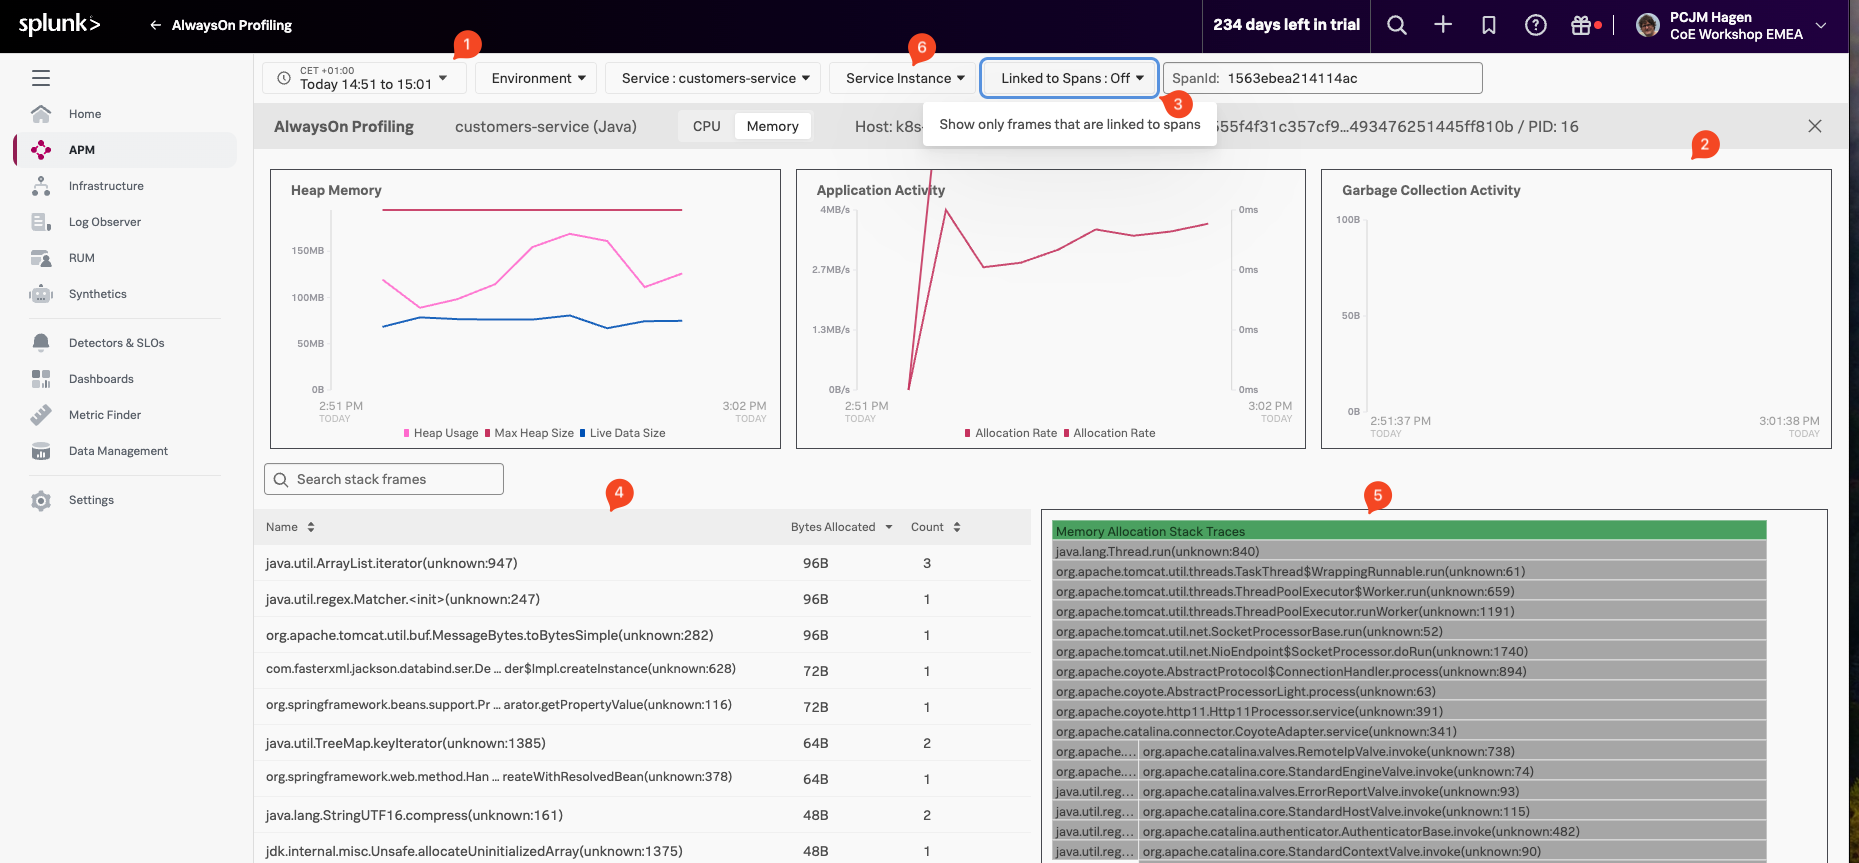 splunk>
AlwaysOn Profiling
234 days left in trial
PCJM Hagen
CoE Workshop EMEA
1
6
CET +01:00
Today 14:51 to 15:01
Environment
Service : customers-service
Service Instance
Linked to Spans : Off
SpanId: 1563ebea214114ac
3
Home
APM
Infrastructure
Log Observer
RUM
Synthetics
Detectors & SLOs
Dashboards
Metric Finder
Data Management
Settings
AlwaysOn Profiling
customers-service (Java)
CPU
Memory
Host: k8s-
Show only frames that are linked to spans
555f4f31c357cf9...493476251445ff810b / PID: 16
2
Heap Memory
150MB
100MB
50MB
0B
2:51 PM
TODAY
3:02 PM
TODAY
Heap Usage
Max Heap Size
Live Data Size
Application Activity
4MB/s
2.7MB/s
1.3MB/s
0B/s
0ms
0ms
0ms
0ms
2:51 PM
TODAY
3:02 PM
TODAY
Allocation Rate
Allocation Rate
Garbage Collection Activity
100B
50B
0B
2:51:37 PM
TODAY
3:01:38 PM
TODAY
Search stack frames
4
Name
Bytes Allocated
Count
java.util.ArrayList.iterator(unknown:947) 96B 3
java.util.regex.Matcher.<init>(unknown:247) 96B 1
org.apache.tomcat.util.buf.MessageBytes.toBytesSimple(unknown:282) 96B 1
com.fasterxml.jackson.databind.ser.De ... der$Impl.createInstance(unknown:628) 72B 1
org.springframework.beans.support.Pr ... arator.getPropertyValue(unknown:116) 72B 1
java.util.TreeMap.keyIterator(unknown:1385) 64B 2
org.springframework.web.method.Han ... reateWithResolvedBean(unknown:378) 64B 1
java.lang.StringUTF16.compress(unknown:161) 48B 2
jdk.internal.misc.Unsafe.allocateUninitializedArray(unknown:1375) 48B 1
5
Memory Allocation Stack Traces
java.lang.Thread.run(unknown:840)
org.apache.tomcat.util.threads.TaskThread$WrappingRunnable.run(unknown:61)
org.apache.tomcat.util.threads.ThreadPoolExecutor$Worker.run(unknown:659)
org.apache.tomcat.util.threads.ThreadPoolExecutor.runWorker(unknown:1191)
org.apache.tomcat.util.net.SocketProcessorBase.run(unknown:52)
org.apache.tomcat.util.net.NioEndpoint$SocketProcessor.doRun(unknown:1740)
org.apache.coyote.AbstractProtocol$ConnectionHandler.process(unknown:894)
org.apache.coyote.AbstractProcessorLight.process(unknown:63)
org.apache.coyote.http11.Http11Processor.service(unknown:391)
org.apache.catalina.connector.CoyoteAdapter.service(unknown:341)
org.apache.... org.apache.catalina.valves.RemoteIpValve.invoke(unknown:738)
org.apache.... org.apache.catalina.core.StandardEngineValve.invoke(unknown:74)
java.util.reg... org.apache.catalina.valves.ErrorReportValve.invoke(unknown:93)
java.util.reg... org.apache.catalina.core.StandardHostValve.invoke(unknown:115)
java.util.reg... org.apache.catalina.authenticator.AuthenticatorBase.invoke(unknown:482)
java.util.reg... org.apache.catalina.core.StandardContextValve.invoke(unknown:90)